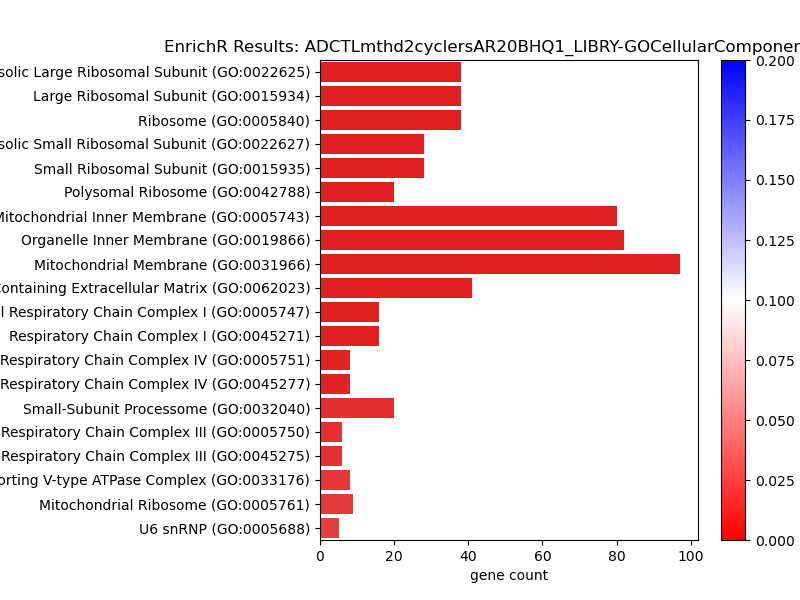 EnrichR Results: ADCTLmthd2cyclersAR20BHQ1_LIBRY-GOCellularComponer
solic Large Ribosomal Subunit (GO:0022625)
Large Ribosomal Subunit (GO:0015934)
Ribosome (GO:0005840)
solic Small Ribosomal Subunit (GO:0022627)
Small Ribosomal Subunit (GO:0015935)
Polysomal Ribosome (GO:0042788)
Mitochondrial Inner Membrane (GO:0005743)
Organelle Inner Membrane (GO:0019866)
Mitochondrial Membrane (GO:0031966)
Containing Extracellular Matrix (GO:0062023)
l Respiratory Chain Complex I (GO:0005747)
Respiratory Chain Complex I (GO:0045271)
Respiratory Chain Complex IV (GO:0005751)
Respiratory Chain Complex IV (GO:0045277)
Small-Subunit Processome (GO:0032040)
Respiratory Chain Complex III (GO:0005750)
Respiratory Chain Complex III (GO:0045275)
orting V-type ATPase Complex (GO:0033176)
Mitochondrial Ribosome (GO:0005761)
U6 snRNP (GO:0005688)
0 20 40 60 80 100
gene count
0.200
0.175
0.150
0.125
0.100
0.075
0.050
0.025
0.000